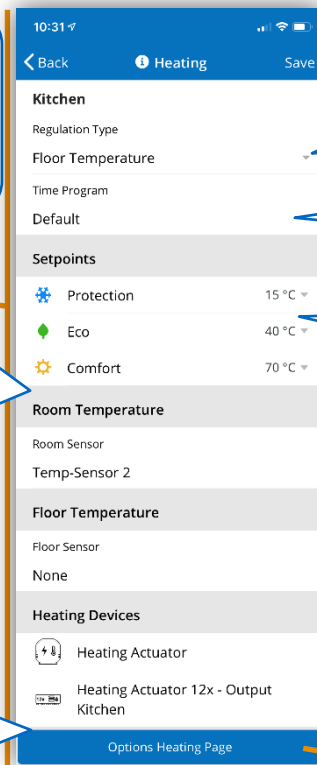 10:31
Back
Heating
Save
Kitchen
Regulation Type
Floor Temperature
Time Program
Default
Setpoints
Protection 15 °C
Eco 40 °C
Comfort 70 °C
Room Temperature
Room Sensor
Temp-Sensor 2
Floor Temperature
Floor Sensor
None
Heating Devices
Heating Actuator
Heating Actuator 12x - Output
Kitchen
Options Heating Page